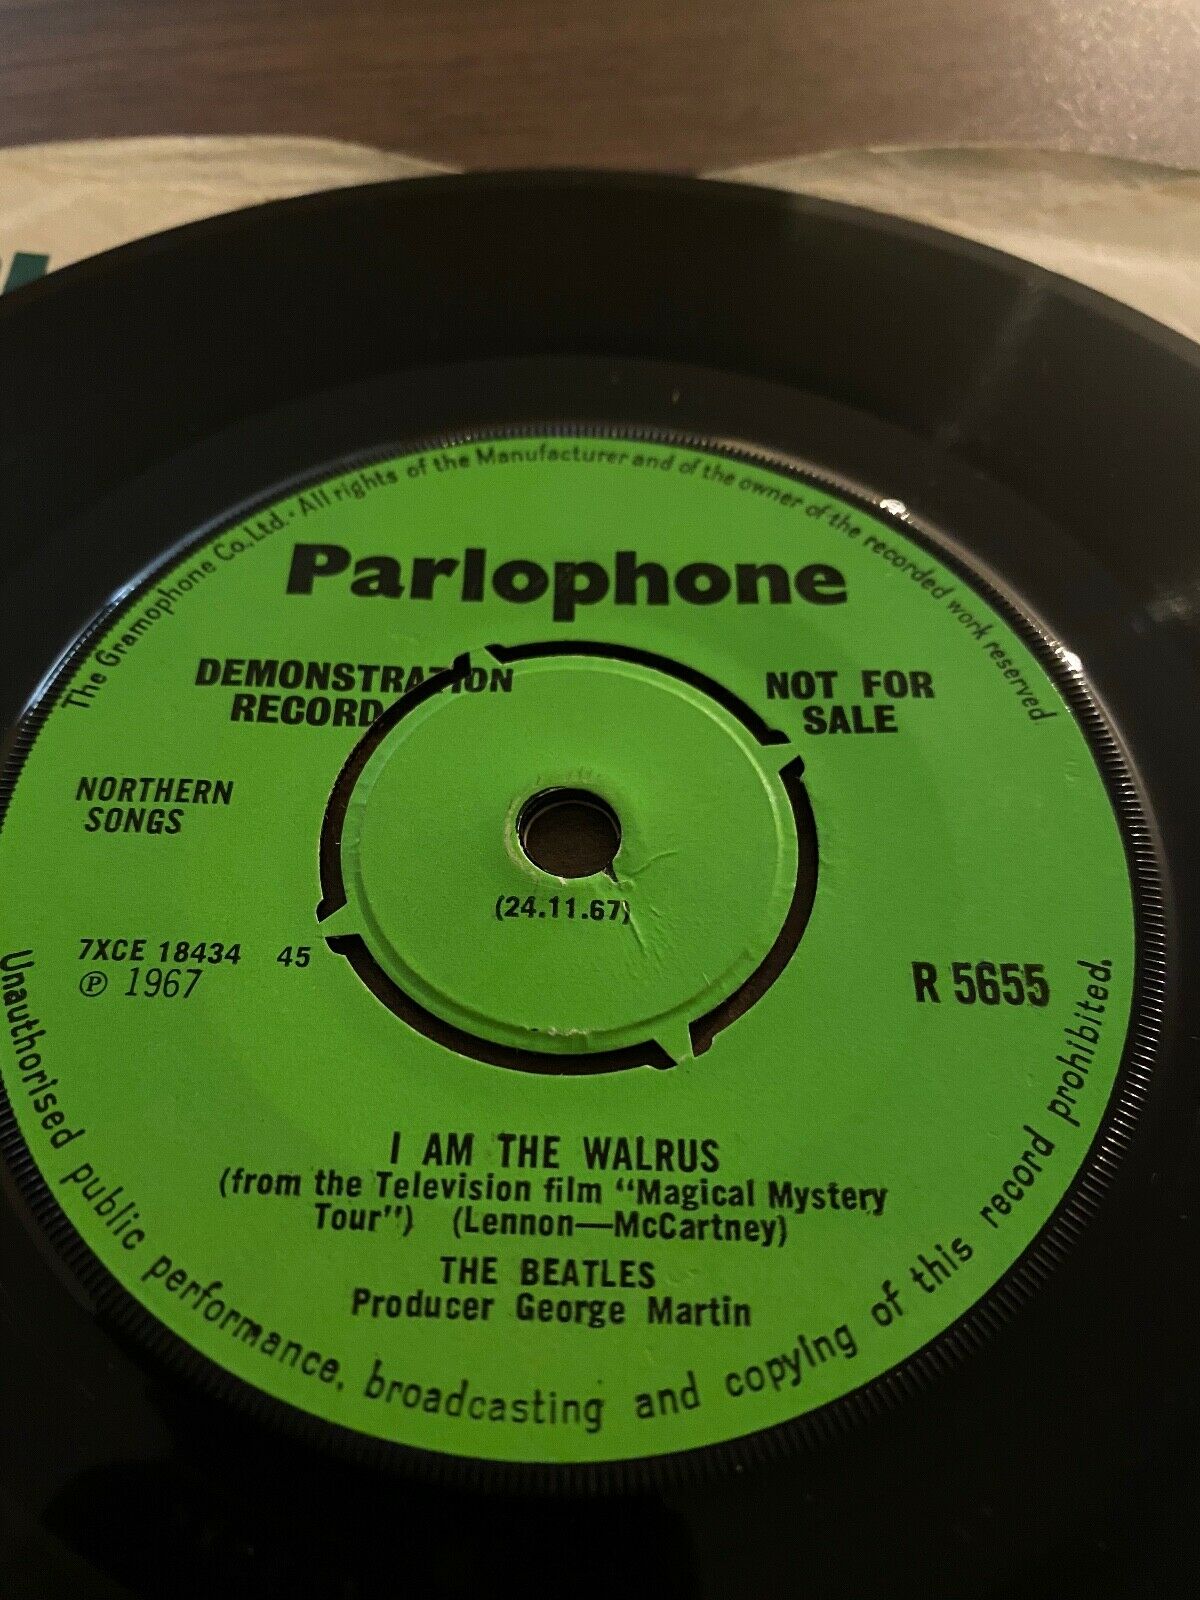 The Gramophone Co. Ltd. · All rights of the Manufacturer and of the owner of the recorded work reserved
Parlophone
DEMONSTRATION
RECORD
NOT FOR
SALE
NORTHERN
SONGS
(24.11.67)
7XCE 18434 45
℗ 1967
R 5655
I AM THE WALRUS
(from the Television film “Magical Mystery
Tour”) (Lennon—McCartney)
THE BEATLES
Producer George Martin
Unauthorised public performance, broadcasting and copying of this record prohibited.